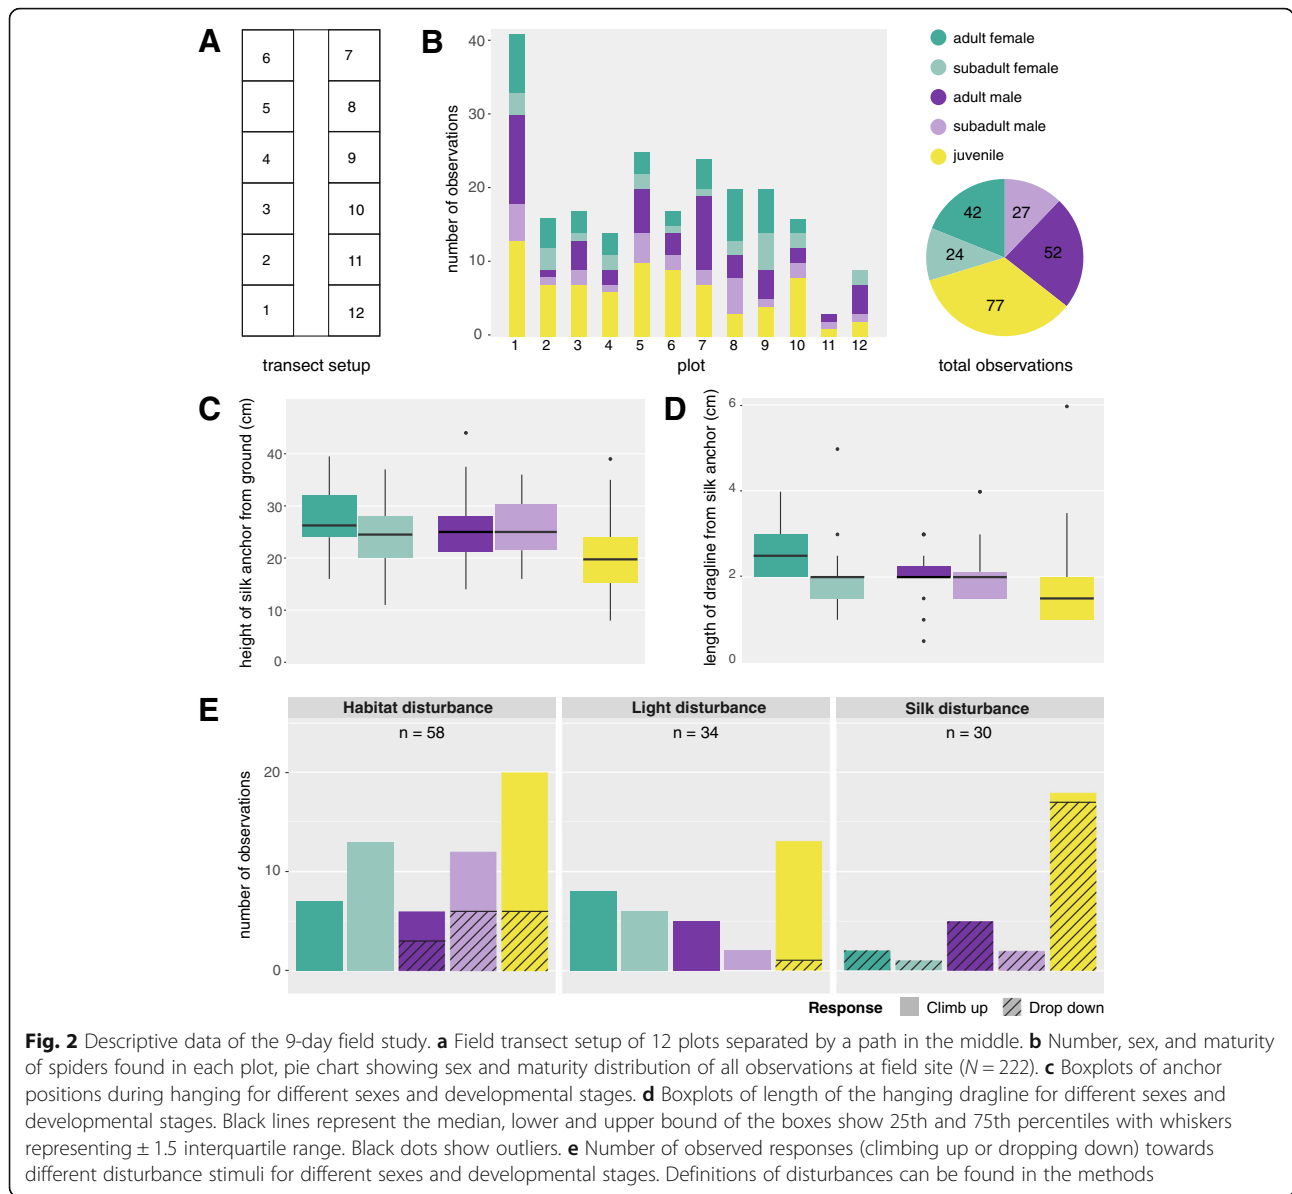 A
6
7
5
8
4
9
3
10
2
11
1
12
transect setup
B
number of observations
40
30
20
10
0
1 2 3 4 5 6 7 8 9 10 11 12
plot
adult female
subadult female
adult male
subadult male
juvenile
42
27
24
52
77
total observations
C
height of silk anchor from ground (cm)
40
30
20
10
0
D
length of dragline from silk anchor (cm)
6
4
2
0
E
Habitat disturbance
Light disturbance
Silk disturbance
n = 58
n = 34
n = 30
number of observations
20
10
0
Response Climb up Drop down
Fig. 2 Descriptive data of the 9-day field study. a Field transect setup of 12 plots separated by a path in the middle. b Number, sex, and maturity
of spiders found in each plot, pie chart showing sex and maturity distribution of all observations at field site (N = 222). c Boxplots of anchor
positions during hanging for different sexes and developmental stages. d Boxplots of length of the hanging dragline for different sexes and
developmental stages. Black lines represent the median, lower and upper bound of the boxes show 25th and 75th percentiles with whiskers
representing ± 1.5 interquartile range. Black dots show outliers. e Number of observed responses (climbing up or dropping down) towards
different disturbance stimuli for different sexes and developmental stages. Definitions of disturbances can be found in the methods